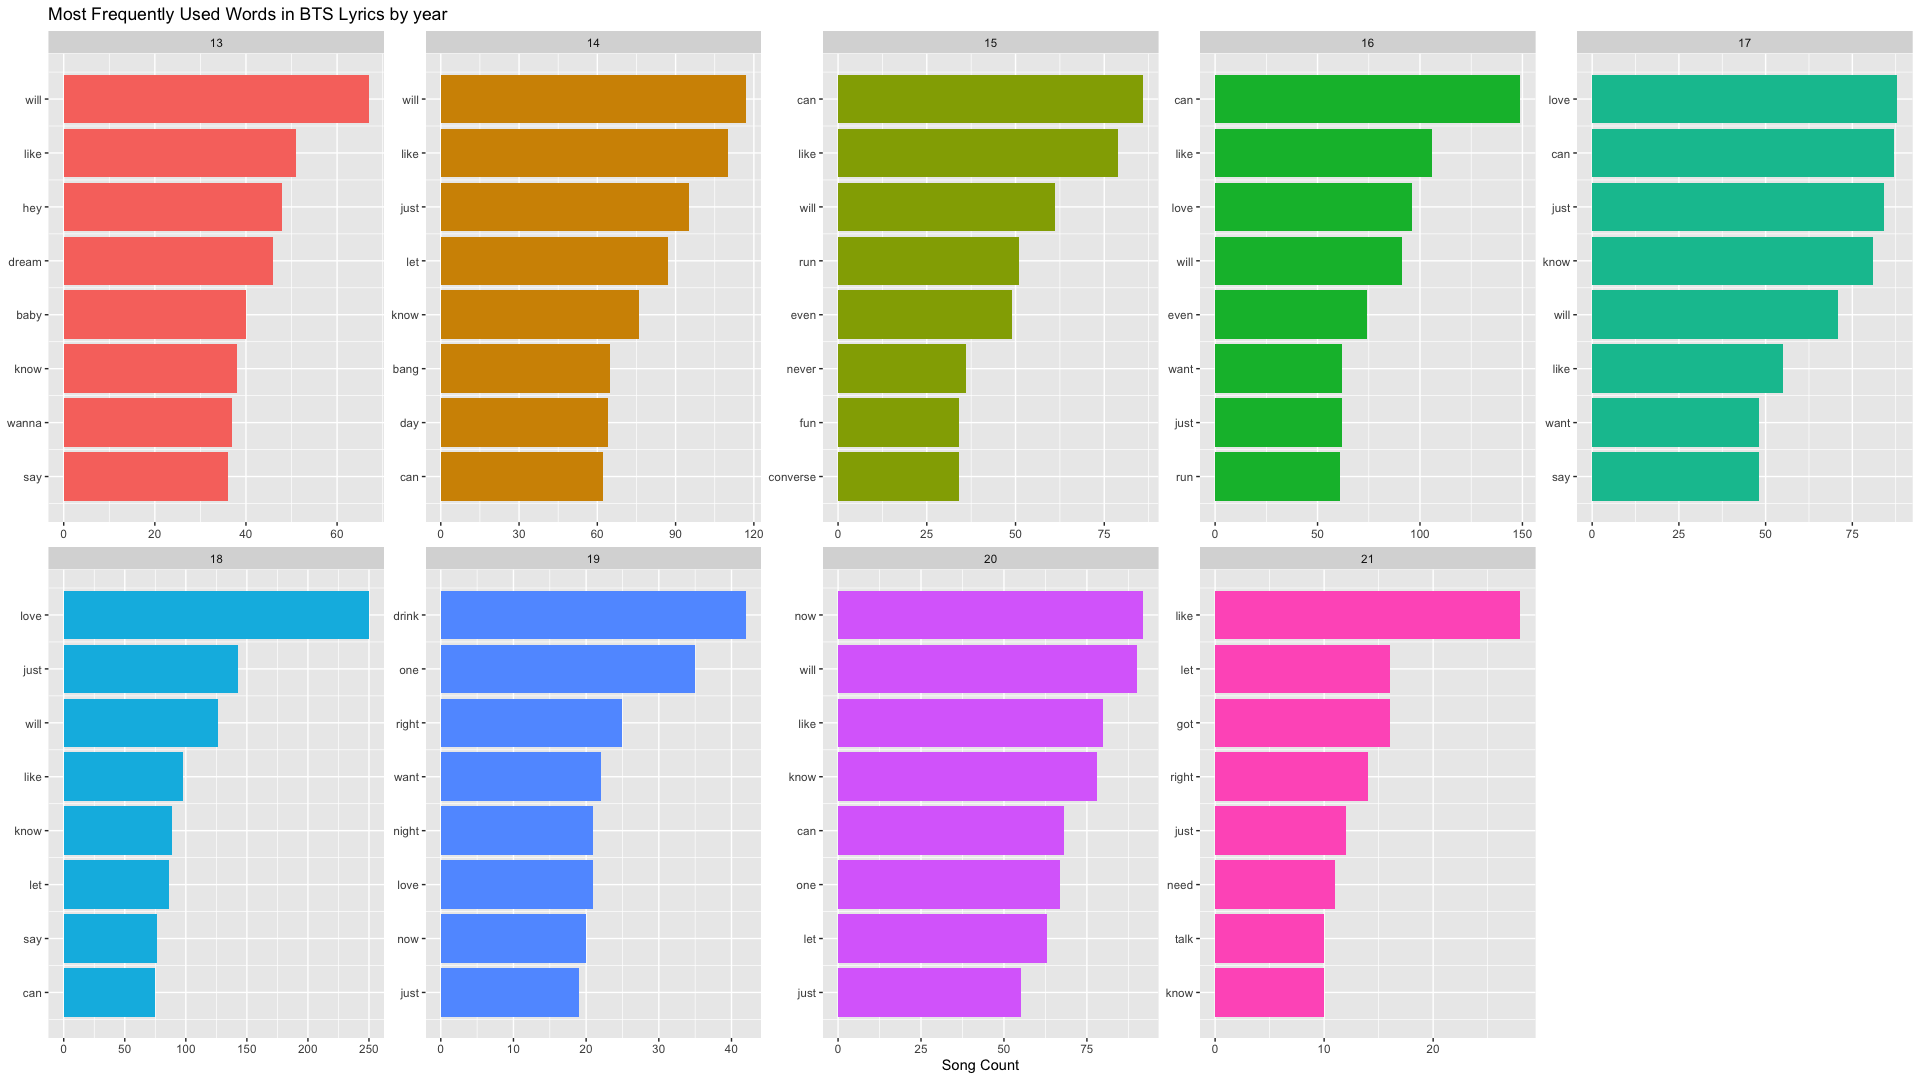 Most Frequently Used Words in BTS Lyrics by year
13
will
like
hey
dream
baby
know
wanna
say
0 20 40 60
14
will
like
just
let
know
bang
day
can
0 30 60 90 120
15
can
like
will
run
even
never
fun
converse
0 25 50 75
16
can
like
love
will
even
want
just
run
0 50 100 150
17
love
can
just
know
will
like
want
say
0 25 50 75
18
love
just
will
like
know
let
say
can
0 50 100 150 200 250
19
drink
one
right
want
night
love
now
just
0 10 20 30 40
20
now
will
like
know
can
one
let
just
0 25 50 75
21
like
let
got
right
just
need
talk
know
0 10 20
Song Count